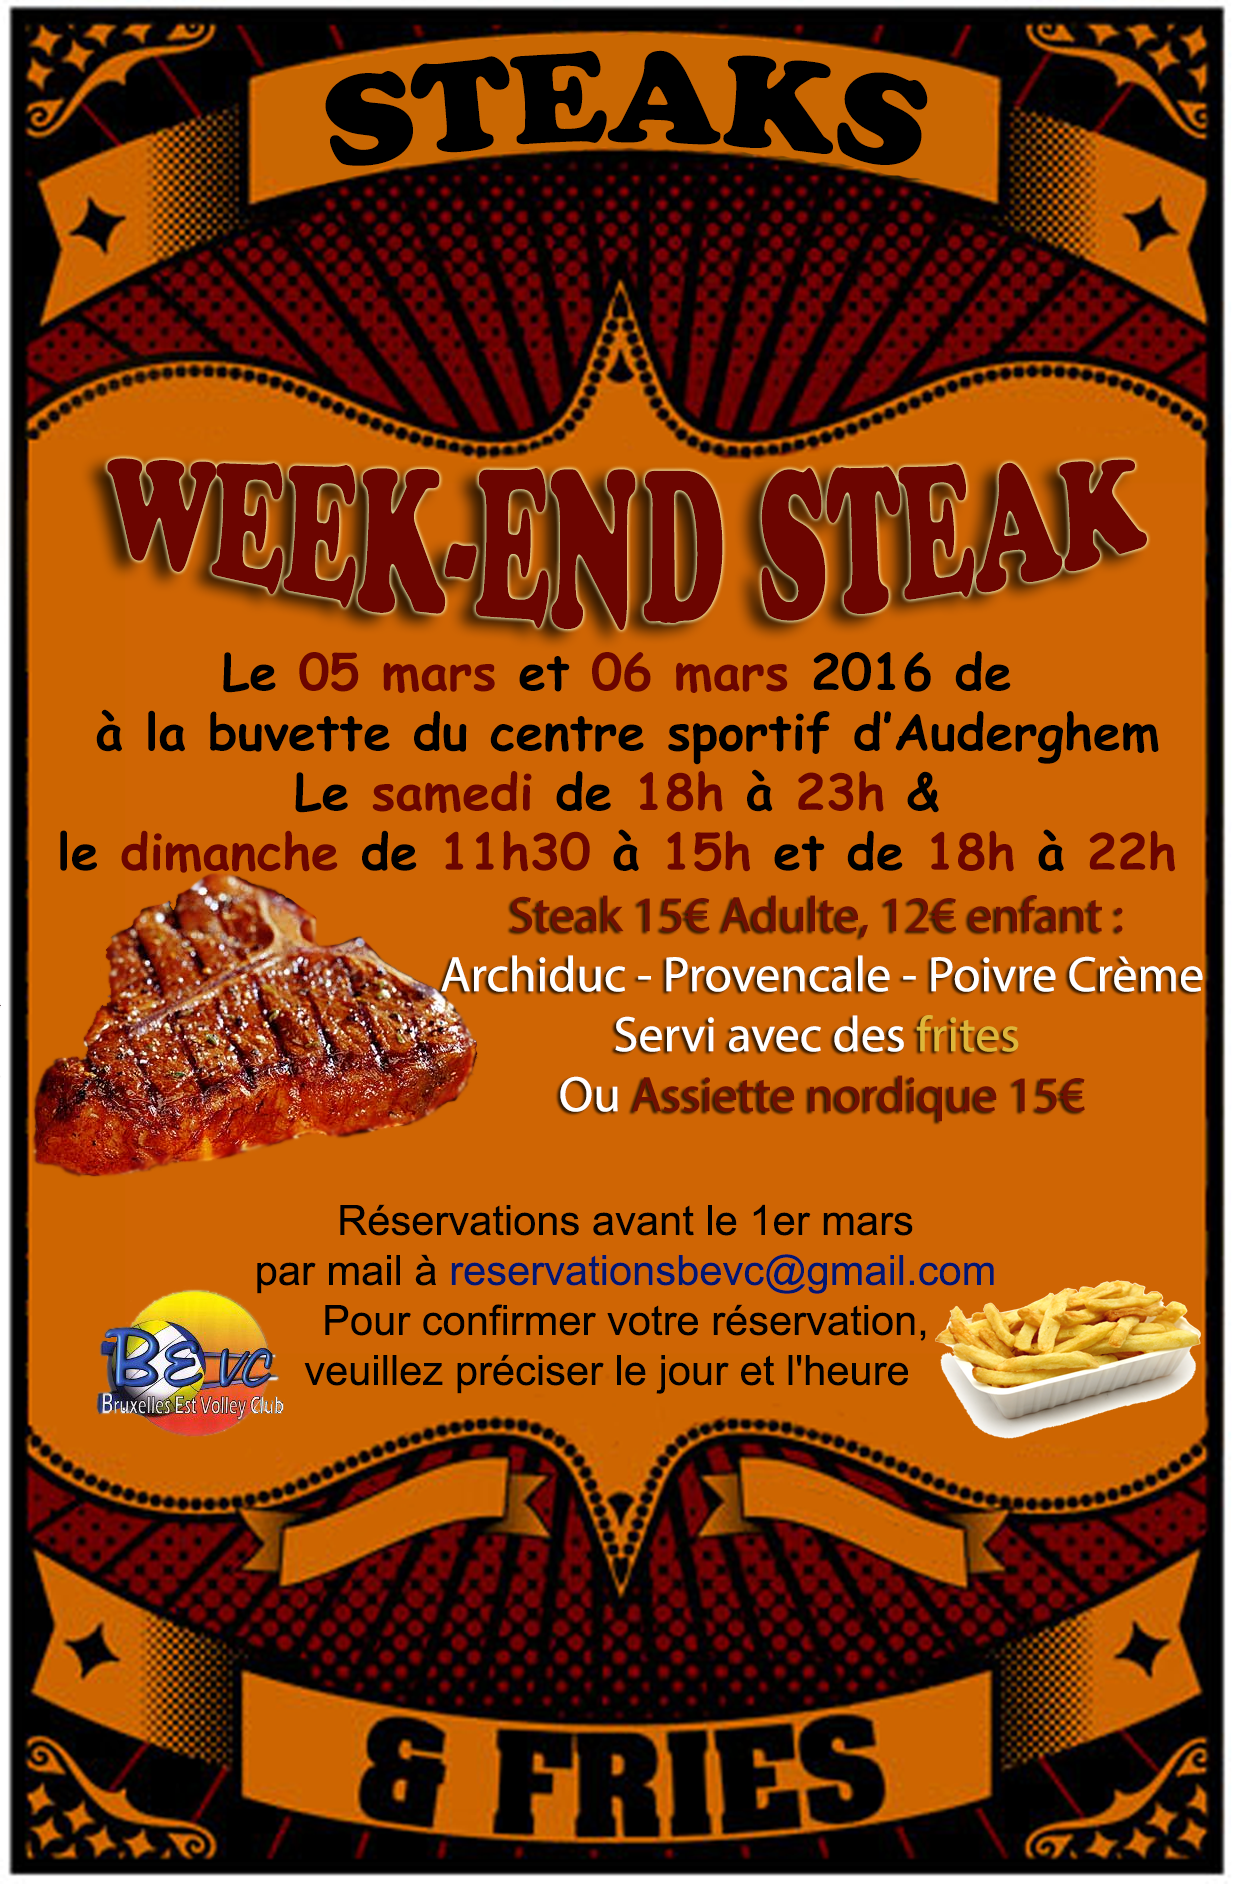 STEAKS
WEEK-END STEAK
Le 05 mars et 06 mars 2016 de
à la buvette du centre sportif d’Auderghem
Le samedi de 18h à 23h &
le dimanche de 11h30 à 15h et de 18h à 22h
Steak 15€ Adulte, 12€ enfant :
Archiduc - Provencale - Poivre Crème
Servi avec des frites
Ou Assiette nordique 15€
Réservations avant le 1er mars
par mail à reservationsbevc@gmail.com
Pour confirmer votre réservation,
veuillez préciser le jour et l'heure
BEVC
Bruxelles Est Volley Club
& FRIES